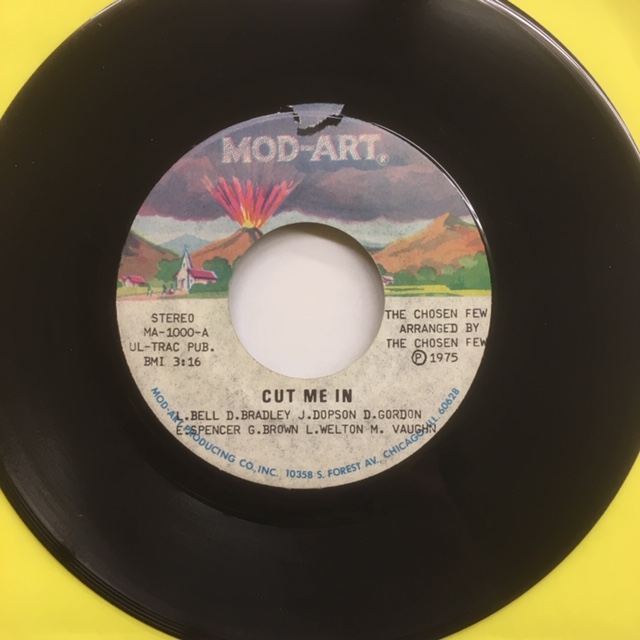 MOD-ART®
STEREO
MA-1000-A
UL-TRAC PUB.
BMI 3:16
THE CHOSEN FEW
ARRANGED BY
THE CHOSEN FEW
Ⓟ 1975
CUT ME IN
L.BELL D.BRADLEY J.DOPSON D.GORDON
E.SPENCER G.BROWN L.WELTON M. VAUGHN
MOD-ART PRODUCING CO, INC. 10358 S. FOREST AV. CHICAGO, ILL 60628